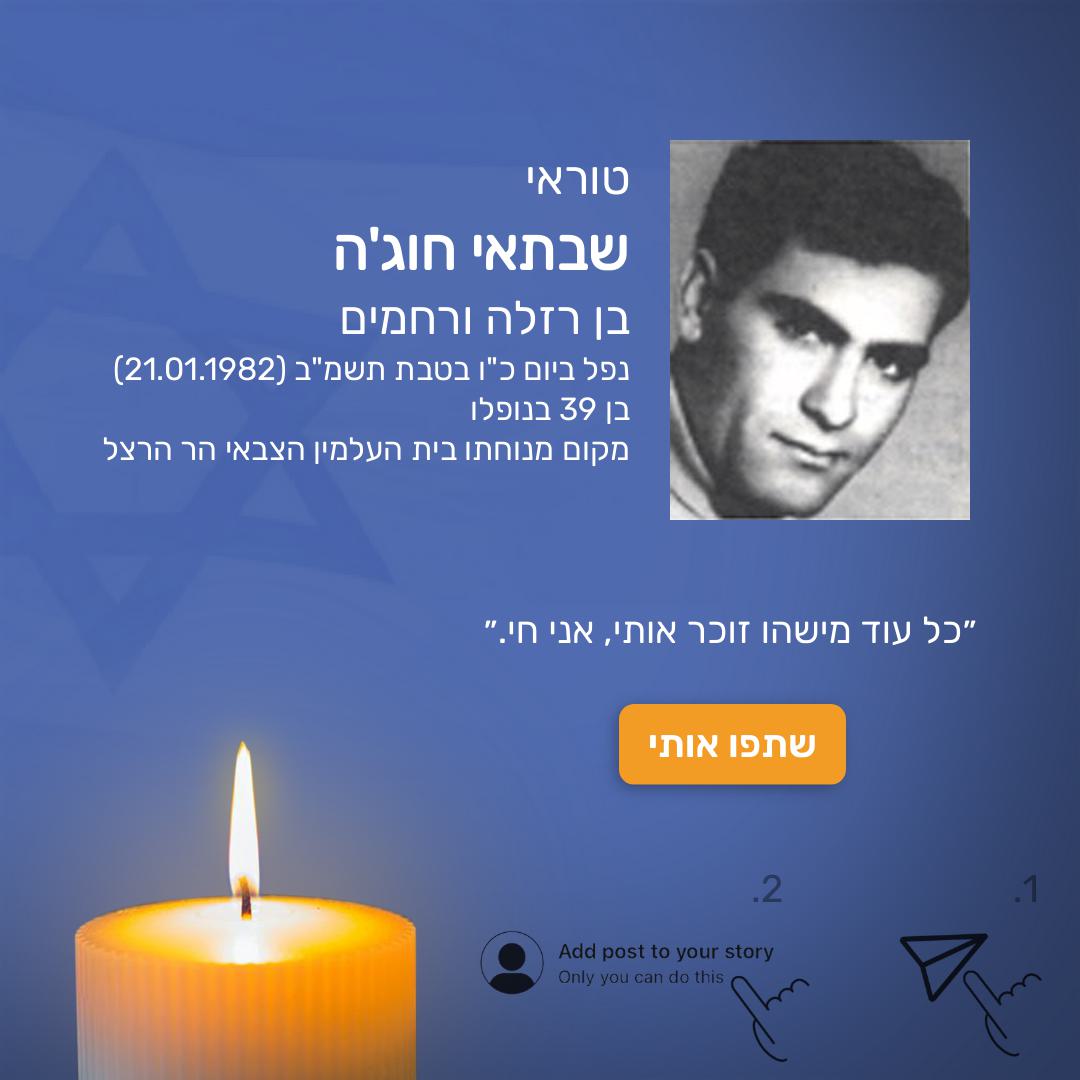 טוראי
שבתאי חוג'ה
בן רזלה ורחמים
נפל ביום כ"ו בטבת תשמ"ב (21.01.1982)
בן 39 בנופלו
מקום מנוחתו בית העלמין הצבאי הר הרצל
״כל עוד מישהו זוכר אותי, אני חי.״
שתפו אותי
1.
2.
Add post to your story
Only you can do this